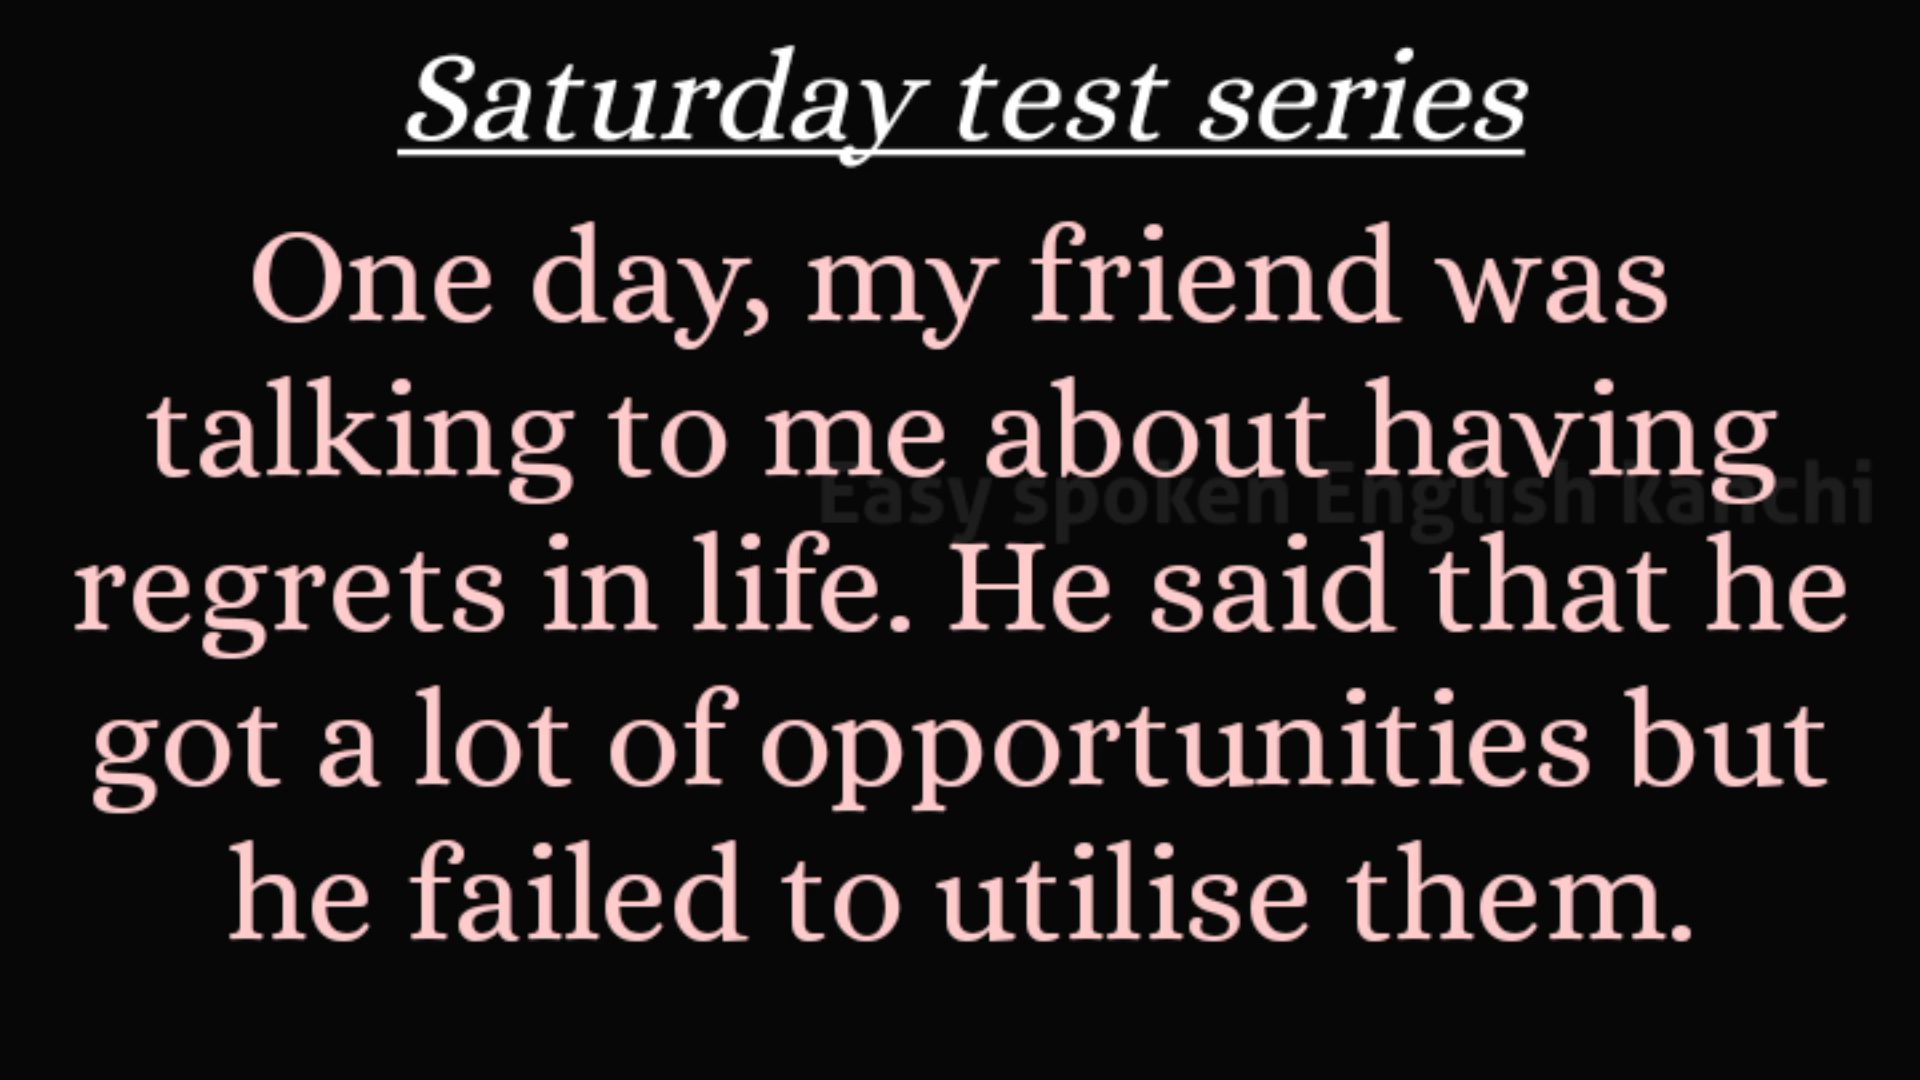 Saturday test series
One day, my friend was
talking to me about having
Easy spoken English kanchi
regrets in life. He said that he
got a lot of opportunities but
he failed to utilise them.